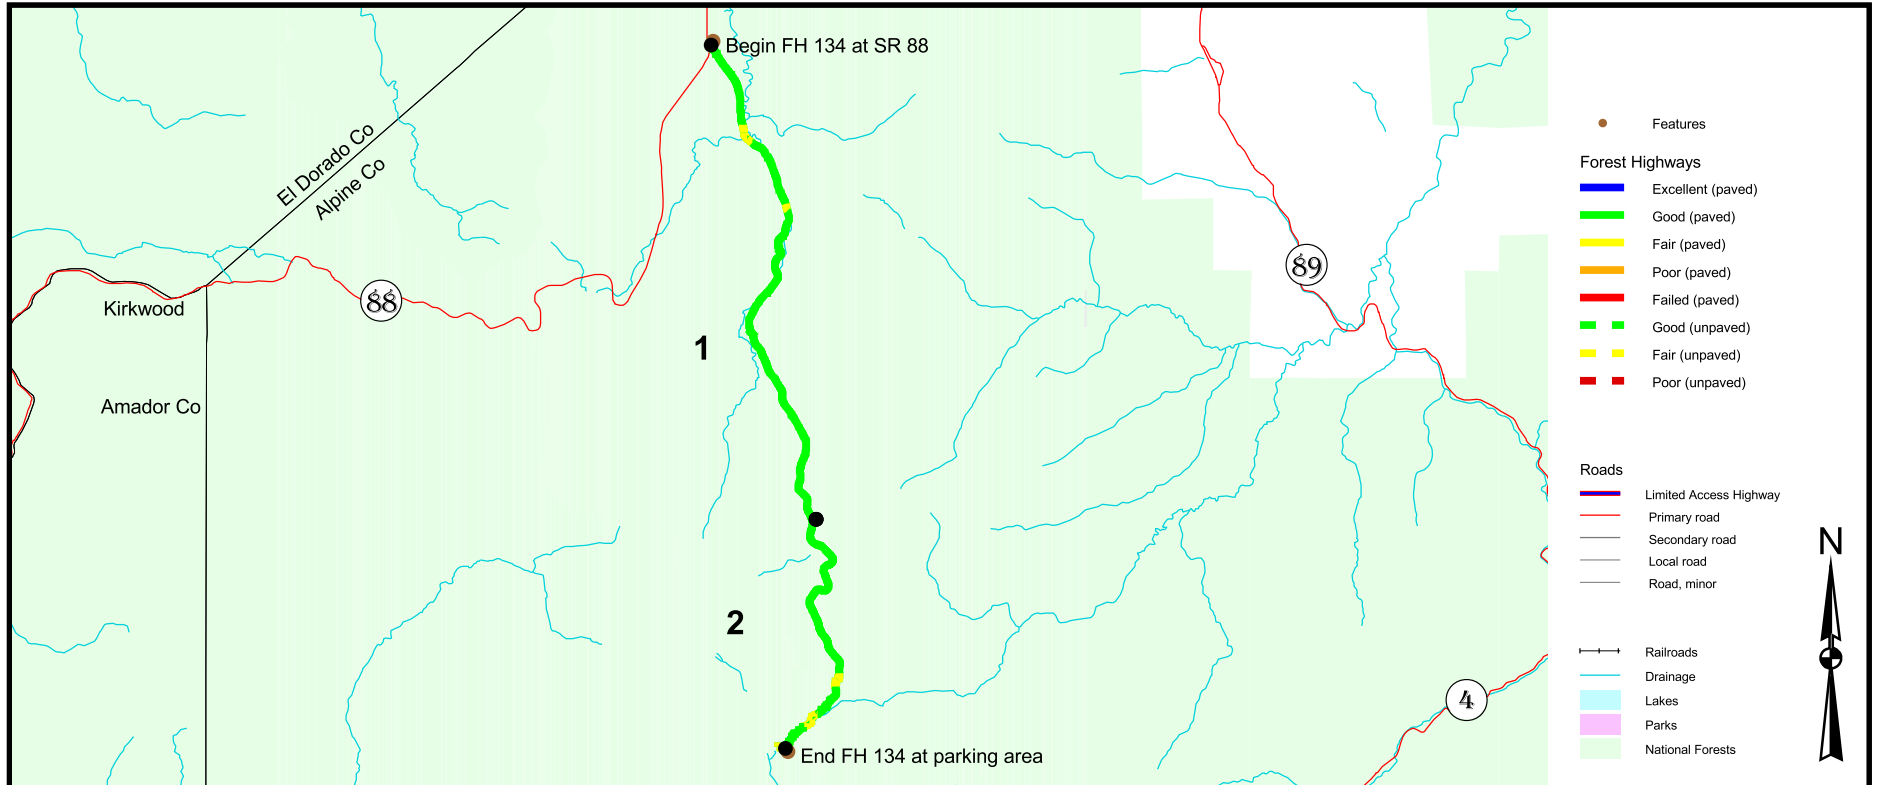 Begin FH 134 at SR 88
El Dorado Co
Alpine Co
89
88
Kirkwood
1
Amador Co
2
4
End FH 134 at parking area
Features
Forest Highways
Excellent (paved)
Good (paved)
Fair (paved)
Poor (paved)
Failed (paved)
Good (unpaved)
Fair (unpaved)
Poor (unpaved)
Roads
Limited Access Highway
Primary road
Secondary road
Local road
Road, minor
Railroads
Drainage
Lakes
Parks
National Forests
N